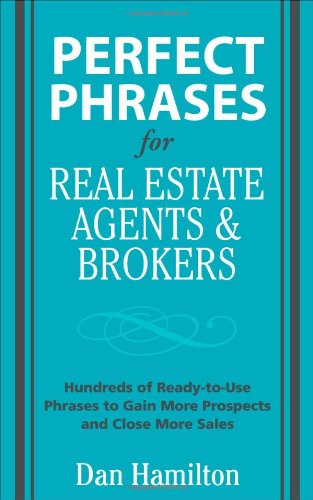 PERFECT
PHRASES
for
REAL ESTATE
AGENTS &
BROKERS
Hundreds of Ready-to-Use
Phrases to Gain More Prospects
and Close More Sales
Dan Hamilton